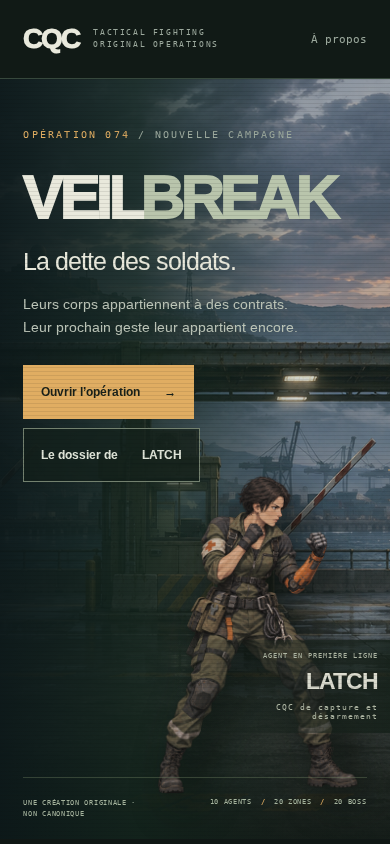 CQC
TACTICAL FIGHTING
ORIGINAL OPERATIONS
À propos
OPÉRATION 074 / NOUVELLE CAMPAGNE
VEILBREAK
La dette des soldats.
Leurs corps appartiennent à des contrats.
Leur prochain geste leur appartient encore.
Ouvrir l'opération →
Le dossier de LATCH
AGENT EN PREMIÈRE LIGNE
LATCH
CQC de capture et
désarmement
UNE CRÉATION ORIGINALE ·
NON CANONIQUE
10 AGENTS / 20 ZONES / 20 BOSS